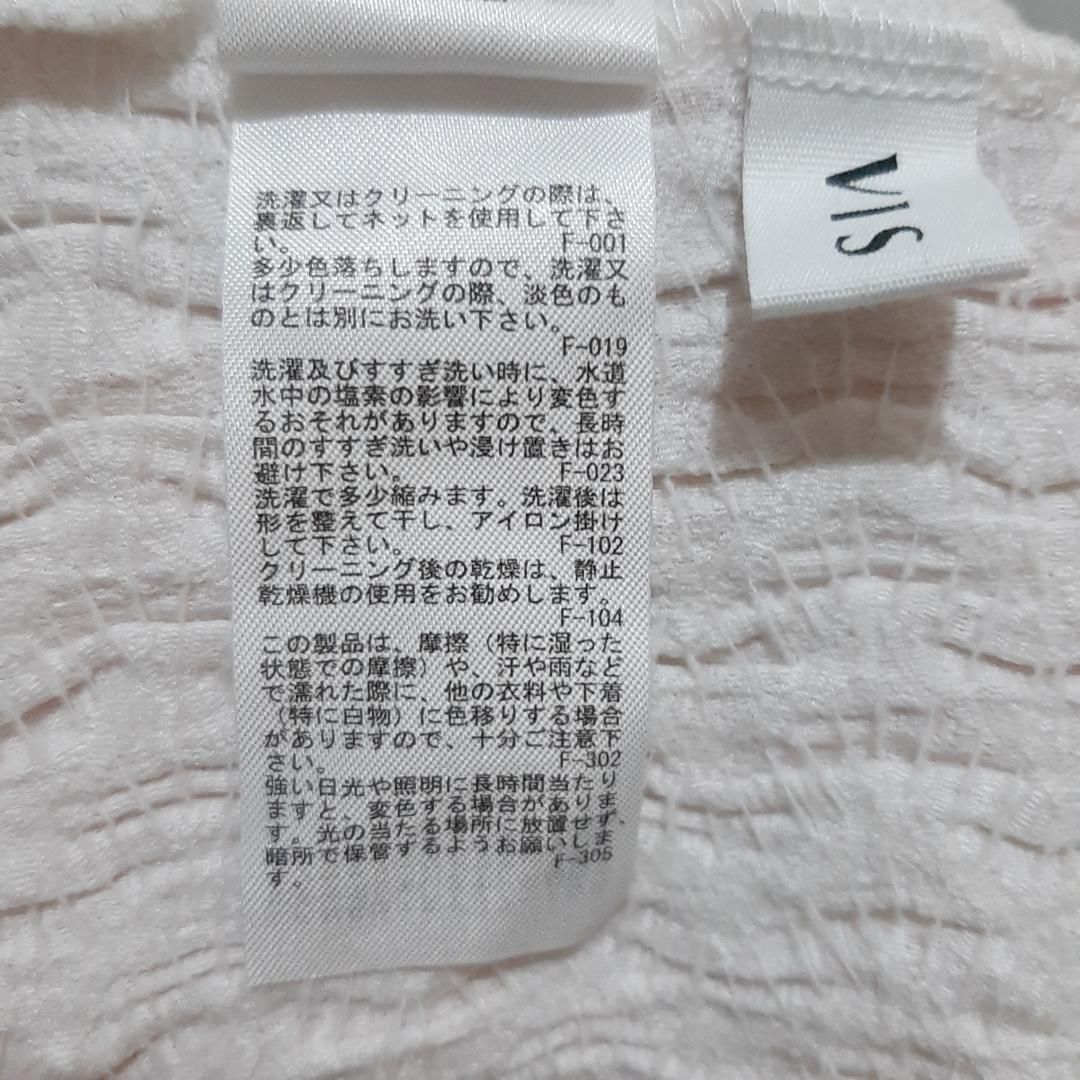 洗濯又はクリーニングの際は、
裏返してネットを使用して下さ
い。 F-001
多少色落ちしますので、洗濯又
はクリーニングの際、淡色のも
のとは別にお洗い下さい。
F-019
洗濯及びすすぎ洗い時に、水道
水中の塩素の影響により変色す
るおそれがありますので、長時
間のすすぎ洗いや浸け置きはお
避け下さい。 F-023
洗濯で多少縮みます。洗濯後は
形を整えて干し、アイロン掛け
して下さい。 F-102
クリーニング後の乾燥は、静止
乾燥機の使用をお勧めします。
F-104
この製品は、摩擦（特に湿った
状態での摩擦）や、汗や雨など
で濡れた際に、他の衣料や下着
（特に白物）に色移りする場合
がありますので、十分ご注意下
さい。 F-302
強い日光や照明に長時間当たり
ますと、変色する場合がありま
す。光の当たる場所に放置せず、
暗所で保管するようお願いしま
す。 F-305
VIS